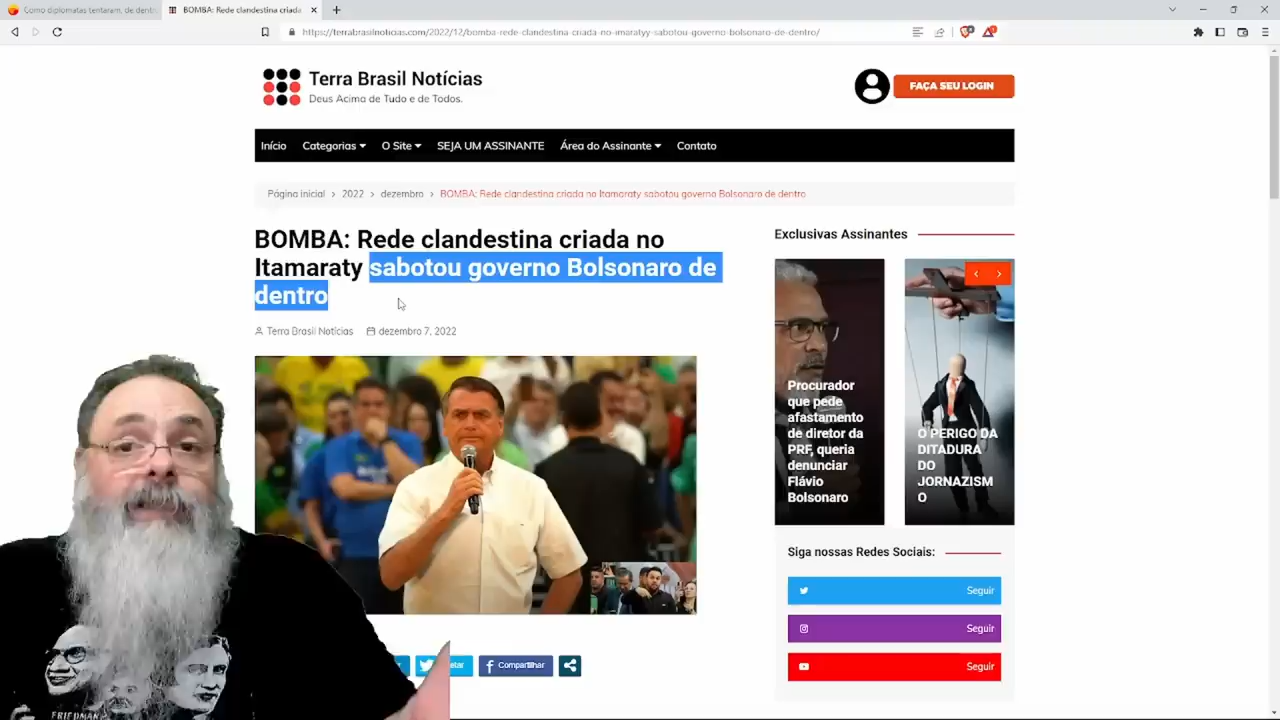 Como diplomatas tentaram, de dentr
BOMBA: Rede clandestina criada
https://terrabrasilnoticias.com/2022/12/bomba-rede-clandestina-criada-no-imaratyy-sabotou-governo-bolsonaro-de-dentro/
Terra Brasil Notícias
Deus Acima de Tudo e de Todos.
FAÇA SEU LOGIN
Início Categorias O Site SEJA UM ASSINANTE Área do Assinante Contato
Página inicial > 2022 > dezembro > BOMBA: Rede clandestina criada no Itamaraty sabotou governo Bolsonaro de dentro
BOMBA: Rede clandestina criada no
Itamaraty sabotou governo Bolsonaro de
dentro
Terra Brasil Notícias dezembro 7, 2022
Exclusivas Assinantes
Procurador
que pede
afastamento
de diretor da
PRF, queria
denunciar
Flávio
Bolsonaro
O PERIGO DA
DITADURA
DO
JORNAZISM
O
Siga nossas Redes Sociais:
Seguir
Seguir
Seguir
Compartilhar
FRIEDMAN